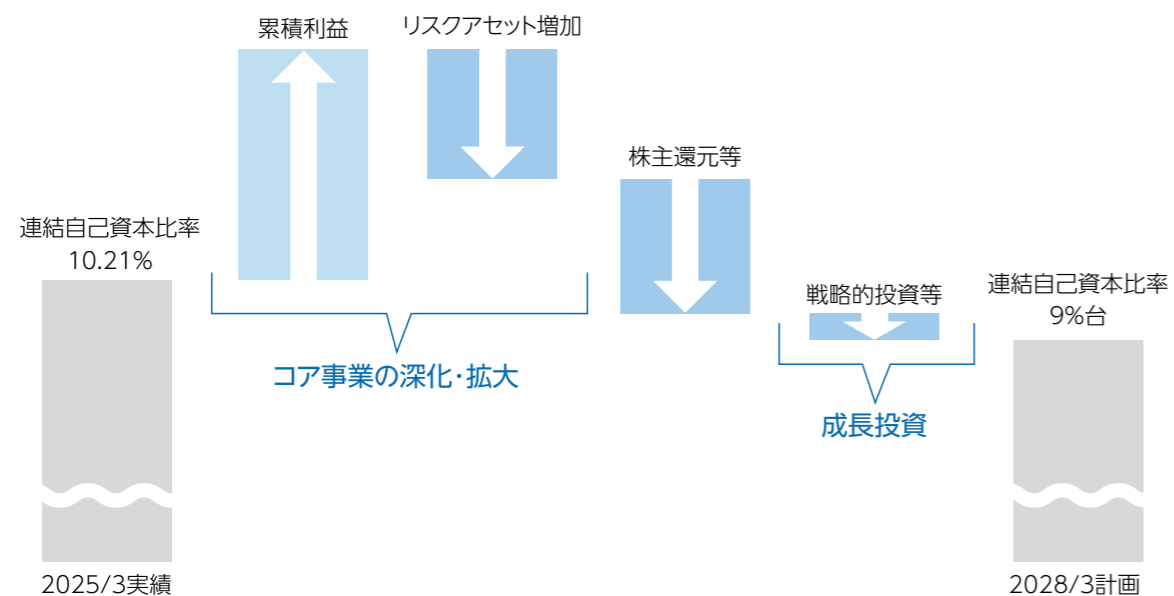 連結自己資本比率
10.21%
2025/3実績
累積利益
リスクアセット増加
コア事業の深化・拡大
株主還元等
戦略的投資等
成長投資
連結自己資本比率
9%台
2028/3計画